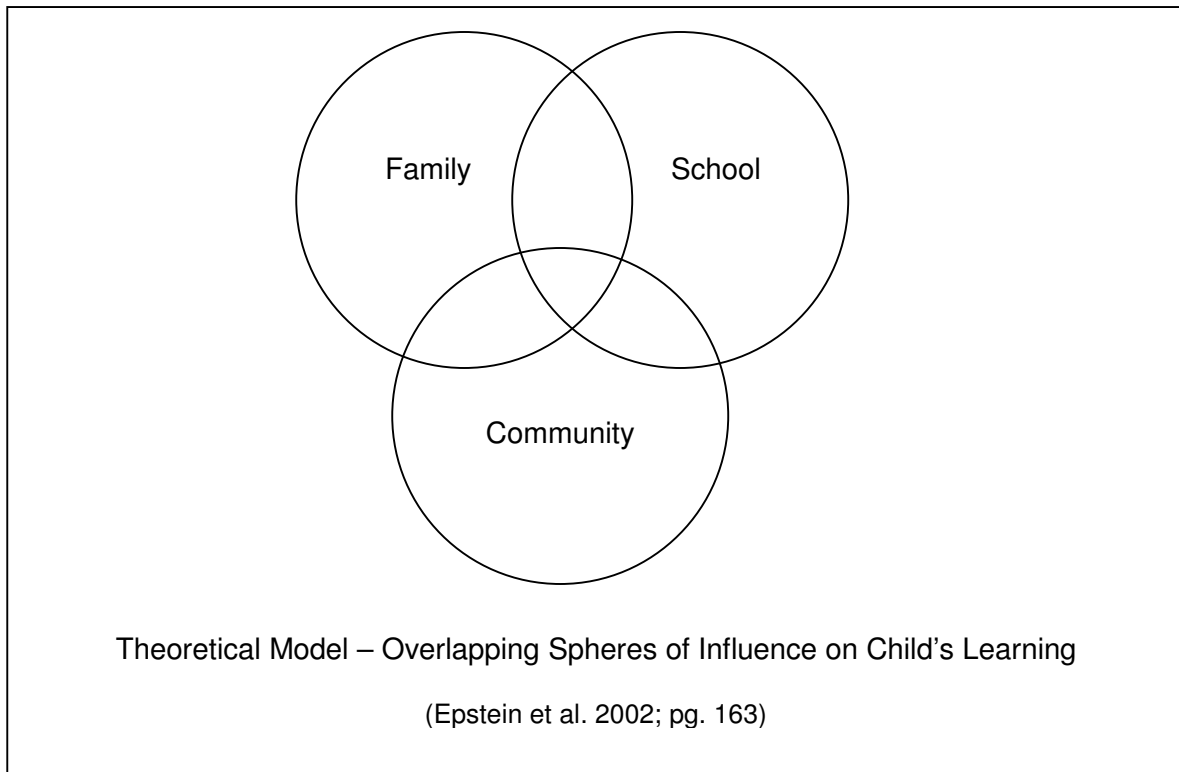 Family
School
Community
Theoretical Model – Overlapping Spheres of Influence on Child’s Learning
(Epstein et al. 2002; pg. 163)